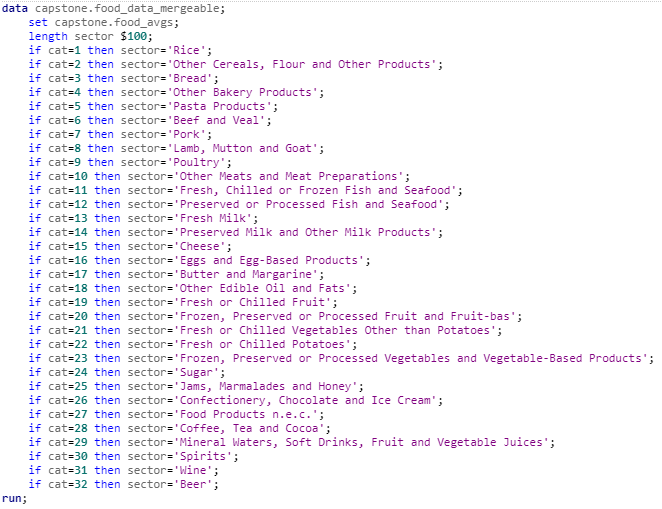 data capstone.food_data_mergeable;
set capstone.food_avgs;
length sector $100;
if cat=1 then sector='Rice';
if cat=2 then sector='Other Cereals, Flour and Other Products';
if cat=3 then sector='Bread';
if cat=4 then sector='Other Bakery Products';
if cat=5 then sector='Pasta Products';
if cat=6 then sector='Beef and Veal';
if cat=7 then sector='Pork';
if cat=8 then sector='Lamb, Mutton and Goat';
if cat=9 then sector='Poultry';
if cat=10 then sector='Other Meats and Meat Preparations';
if cat=11 then sector='Fresh, Chilled or Frozen Fish and Seafood';
if cat=12 then sector='Preserved or Processed Fish and Seafood';
if cat=13 then sector='Fresh Milk';
if cat=14 then sector='Preserved Milk and Other Milk Products';
if cat=15 then sector='Cheese';
if cat=16 then sector='Eggs and Egg-Based Products';
if cat=17 then sector='Butter and Margarine';
if cat=18 then sector='Other Edible Oil and Fats';
if cat=19 then sector='Fresh or Chilled Fruit';
if cat=20 then sector='Frozen, Preserved or Processed Fruit and Fruit-bas';
if cat=21 then sector='Fresh or Chilled Vegetables Other than Potatoes';
if cat=22 then sector='Fresh or Chilled Potatoes';
if cat=23 then sector='Frozen, Preserved or Processed Vegetables and Vegetable-Based Products';
if cat=24 then sector='Sugar';
if cat=25 then sector='Jams, Marmalades and Honey';
if cat=26 then sector='Confectionery, Chocolate and Ice Cream';
if cat=27 then sector='Food Products n.e.c.';
if cat=28 then sector='Coffee, Tea and Cocoa';
if cat=29 then sector='Mineral Waters, Soft Drinks, Fruit and Vegetable Juices';
if cat=30 then sector='Spirits';
if cat=31 then sector='Wine';
if cat=32 then sector='Beer';
run;